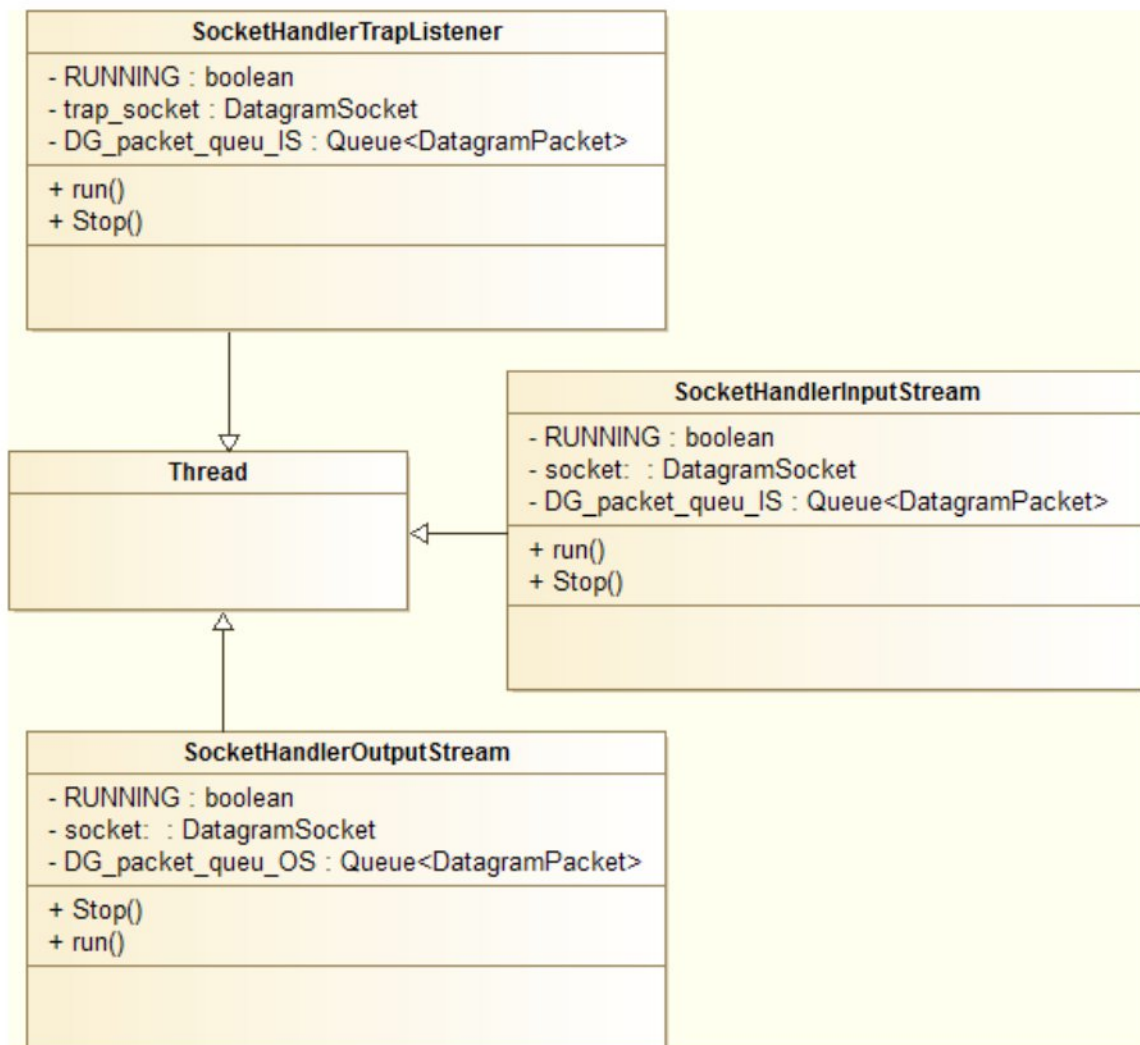 SocketHandlerTrapListener
- RUNNING : boolean
- trap_socket : DatagramSocket
- DG_packet_queu_IS : Queue<DatagramPacket>
+ run()
+ Stop()
SocketHandlerInputStream
- RUNNING : boolean
- socket: : DatagramSocket
- DG_packet_queu_IS : Queue<DatagramPacket>
+ run()
+ Stop()
Thread
SocketHandlerOutputStream
- RUNNING : boolean
- socket: : DatagramSocket
- DG_packet_queu_OS : Queue<DatagramPacket>
+ Stop()
+ run()